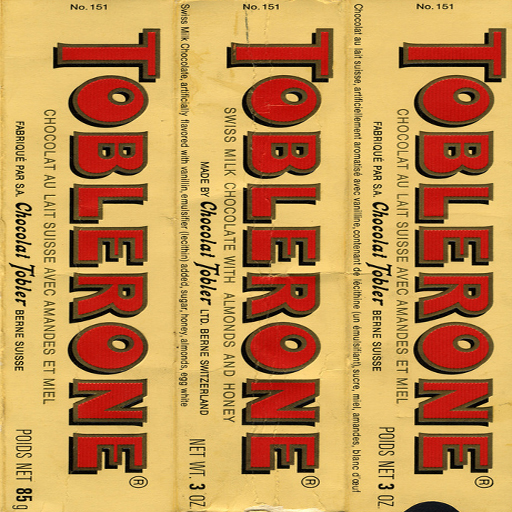 No. 151
TOBLERONE®
CHOCOLAT AU LAIT SUISSE AVEC AMANDES ET MIEL
FABRIQUÉ PAR S.A. Chocolat Tobler BERNE SUISSE
POIDS NET 85g
No. 151
TOBLERONE®
SWISS MILK CHOCOLATE WITH ALMONDS AND HONEY
MADE BY Chocolat Tobler LTD. BERNE SWITZERLAND
NET WT. 3 OZ
Swiss Milk Chocolate, artificially flavored with vanillin, emulsifier (lecithin) added, sugar, honey, almonds, egg white
No. 151
TOBLERONE®
CHOCOLAT AU LAIT SUISSE AVEC AMANDES ET MIEL
FABRIQUÉ PAR S.A. Chocolat Tobler BERNE SUISSE
POIDS NET 3 OZ.
Chocolat au lait suisse, artificiellement aromatisé avec vanilline, contenant de lécithine (un émulsifiant), sucre, miel, amandes, blanc d'œuf